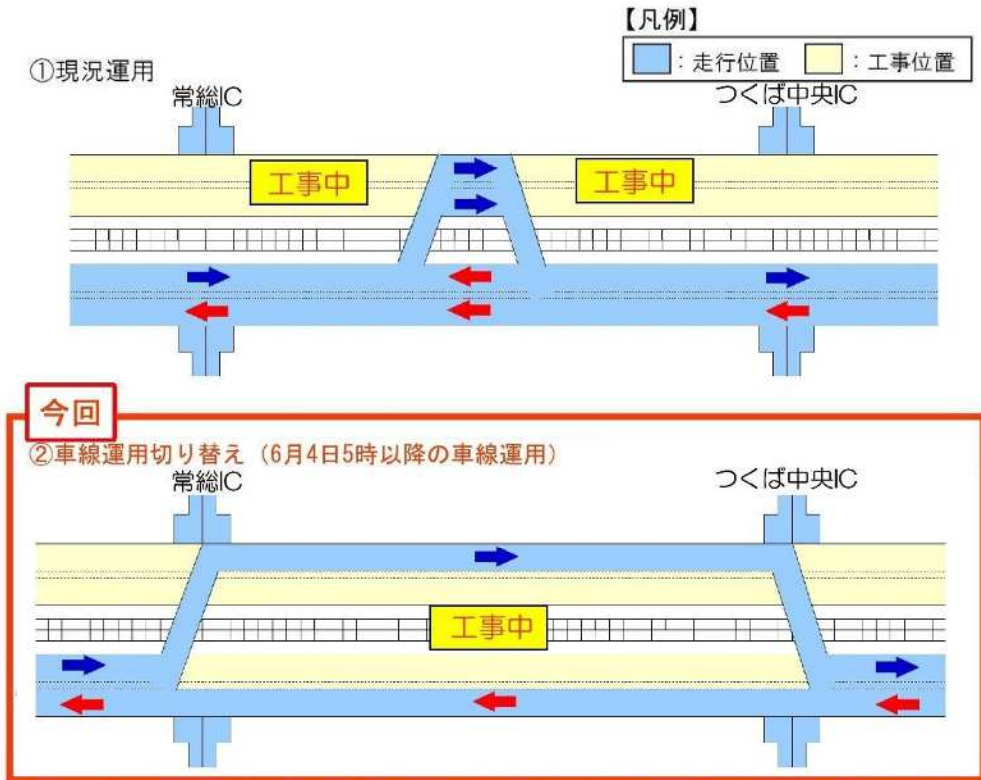 【凡例】
：走行位置　：工事位置
①現況運用
常総IC
つくば中央IC
工事中
工事中
今回
②車線運用切り替え（6月4日5時以降の車線運用）
常総IC
つくば中央IC
工事中